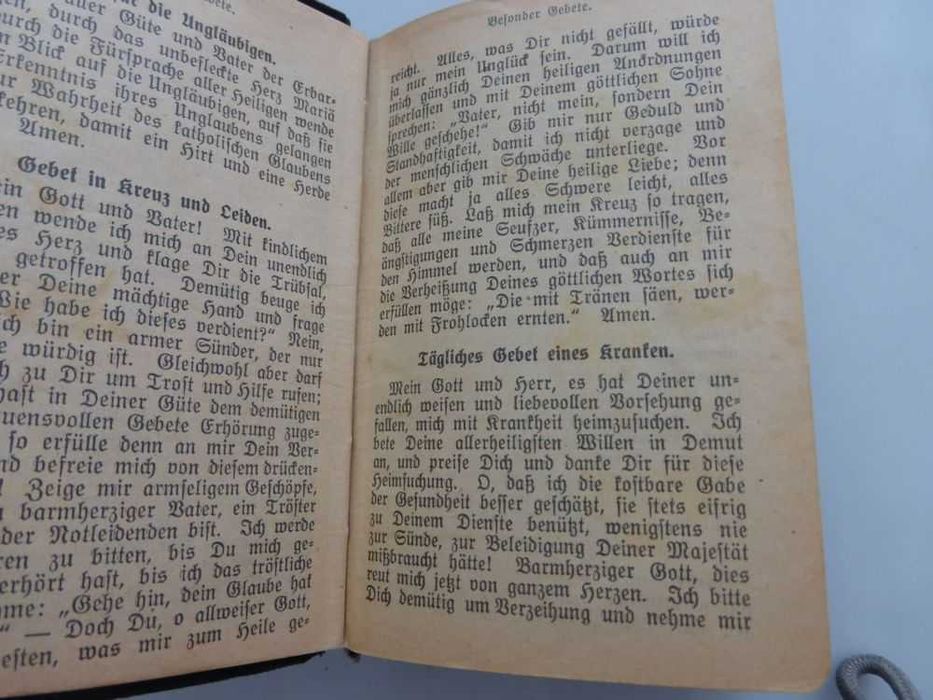 für die Ungläubigen.
aller Güte und Vater der Erbar-
durch das unbefleckte Herz Mariä
durch die Fürsprache aller Heiligen wende
Blick auf die Ungläubigen, auf daß sie
Erkenntnis ihres Unglaubens gelangen
zur Wahrheit des katholischen Glaubens
kehren, damit ein Hirt und eine Herde
Amen.
Gebet in Kreuz und Leiden.
Gott und Vater! Mit kindlichem
wende ich mich an Dein unendlich
Herz und klage Dir die Trübsal,
getroffen hat. Demütig beuge ich
Deine mächtige Hand und frage
Wie habe ich dieses verdient?“ Nein,
ich bin ein armer Sünder, der nur
würdig ist. Gleichwohl aber darf
zu Dir um Trost und Hilfe rufen;
hast in Deiner Güte dem demütigen
uensvollen Gebete Erhörung zuge-
so erfülle denn an mir Dein Ver-
und befreie mich von diesem drücken-
! Zeige mir armseligem Geschöpfe,
barmherziger Vater, ein Tröster
der Notleidenden bist. Ich werde
zu bitten, bis Du mich ge-
erhört hast, bis ich das tröstliche
„Gehe hin, dein Glaube hat
“ — Doch Du, o allweiser Gott,
besten, was mir zum Heile ge-
Besonder Gebete.
reicht. Alles, was Dir nicht gefällt, würde
ja nur mein Unglück sein. Darum will ich
mich gänzlich Deinen heiligen Anordnungen
überlassen und mit Deinem göttlichen Sohne
sprechen: „Vater, nicht mein, sondern Dein
Wille geschehe!“ Gib mir nur Geduld und
Standhaftigkeit, damit ich nicht verzage und
der menschlichen Schwäche unterliege. Vor
allem aber gib mir Deine heilige Liebe; denn
diese macht ja alles Schwere leicht, alles
Bittere süß. Laß mich mein Kreuz so tragen,
daß alle meine Seufzer, Kümmernisse, Be-
ängstigungen und Schmerzen Verdienste für
den Himmel werden, und daß auch an mir
die Verheißung Deines göttlichen Wortes sich
erfüllen möge: „Die mit Tränen säen, wer-
den mit Frohlocken ernten.“ Amen.
Tägliches Gebet eines Kranken.
Mein Gott und Herr, es hat Deiner un-
endlich weisen und liebevollen Vorsehung ge-
fallen, mich mit Krankheit heimzusuchen. Ich
bete Deine allerheiligsten Willen in Demut
an, und preise Dich und danke Dir für diese
Heimsuchung. O, daß ich die kostbare Gabe
der Gesundheit besser geschätzt, sie stets eifrig
zu Deinem Dienste benützt, wenigstens nie
zur Sünde, zur Beleidigung Deiner Majestät
mißbraucht hätte! Barmherziger Gott, dies
reut mich jetzt von ganzem Herzen. Ich bitte
Dich demütig um Verzeihung und nehme mir